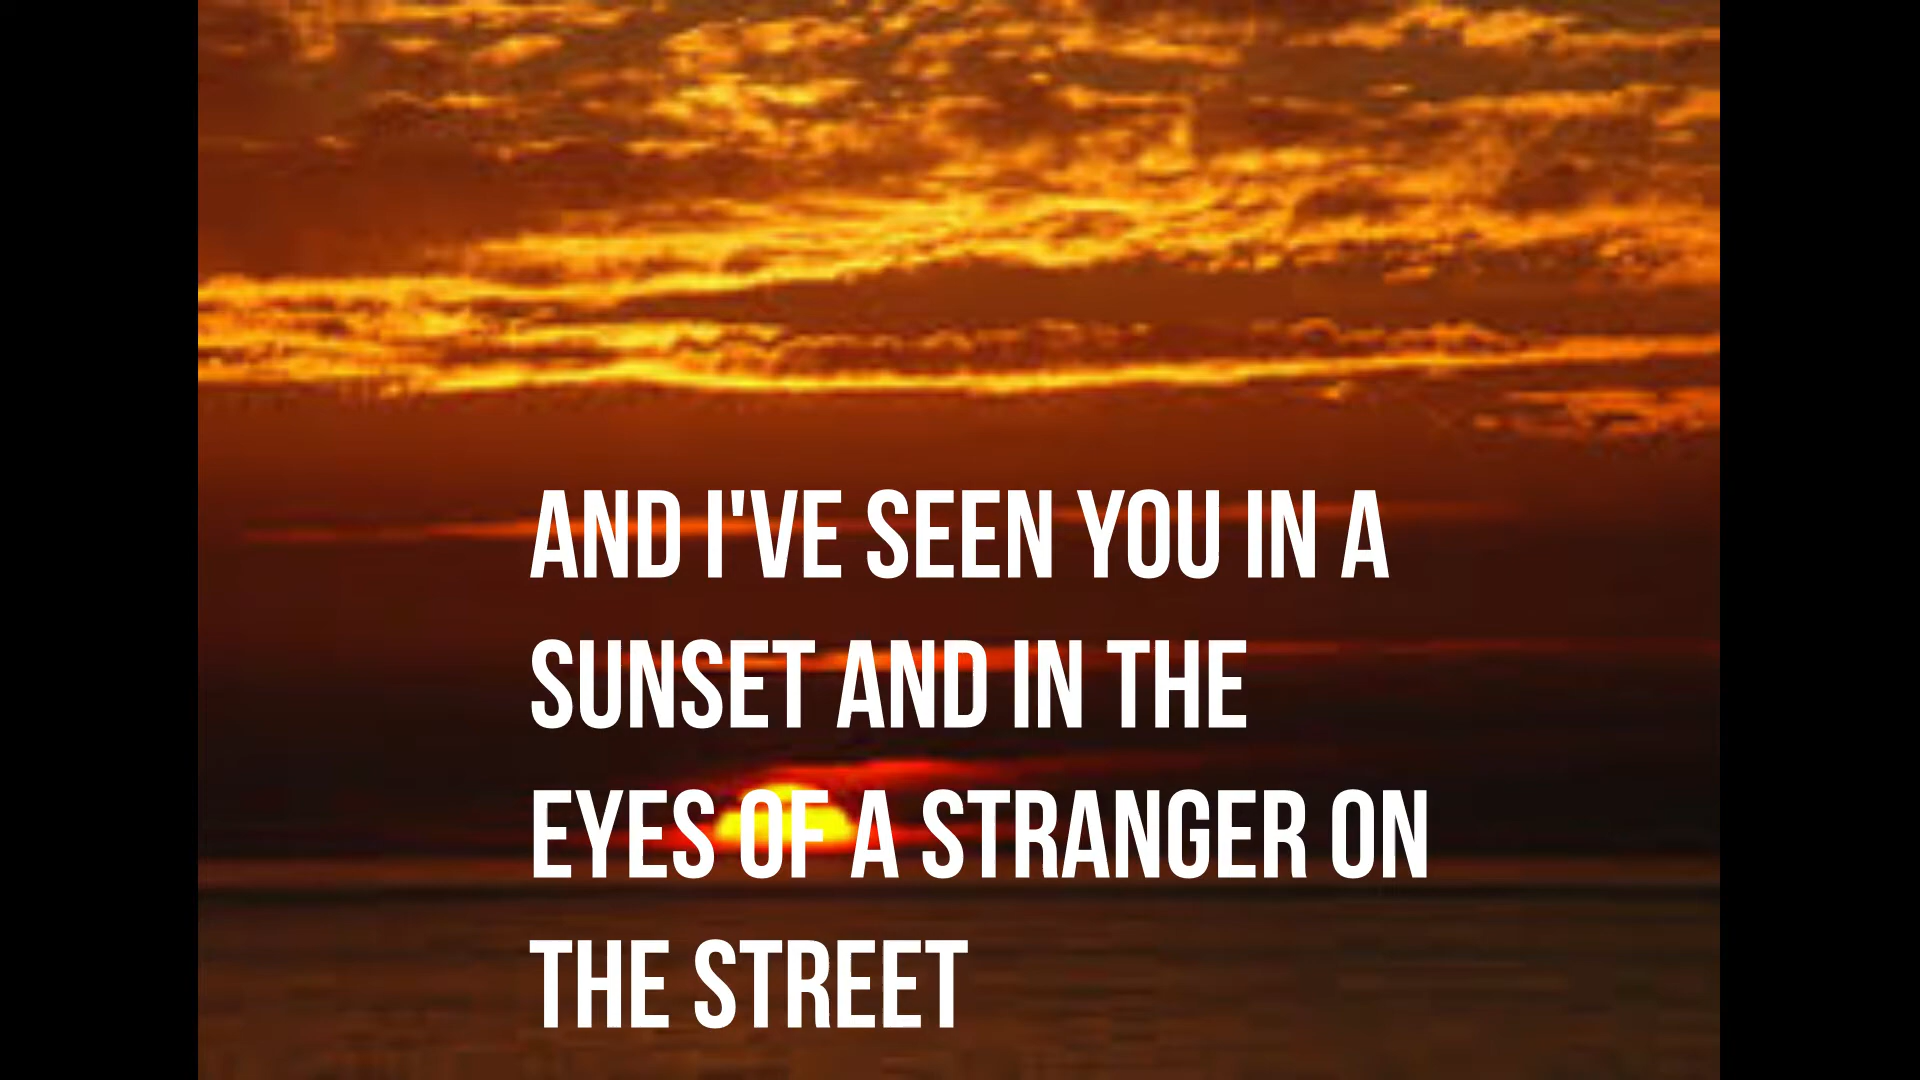 AND I'VE SEEN YOU IN A
SUNSET AND IN THE
EYES OF A STRANGER ON
THE STREET